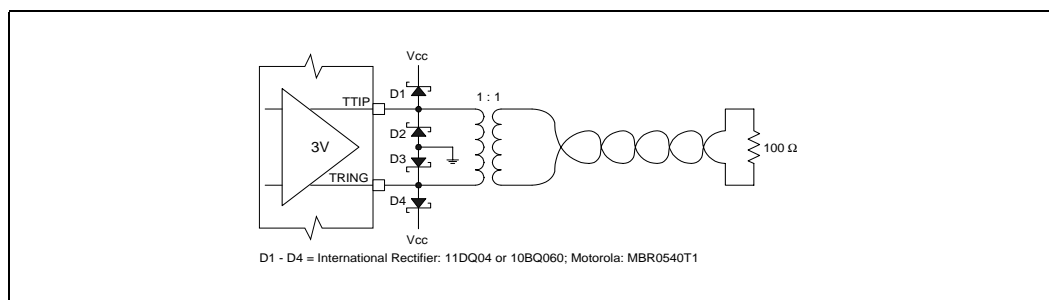 Vcc
D1
1 : 1
TTIP
D2
3V
100 Ω
D3
TRING
D4
Vcc
D1 - D4 = International Rectifier: 11DQ04 or 10BQ060; Motorola: MBR0540T1